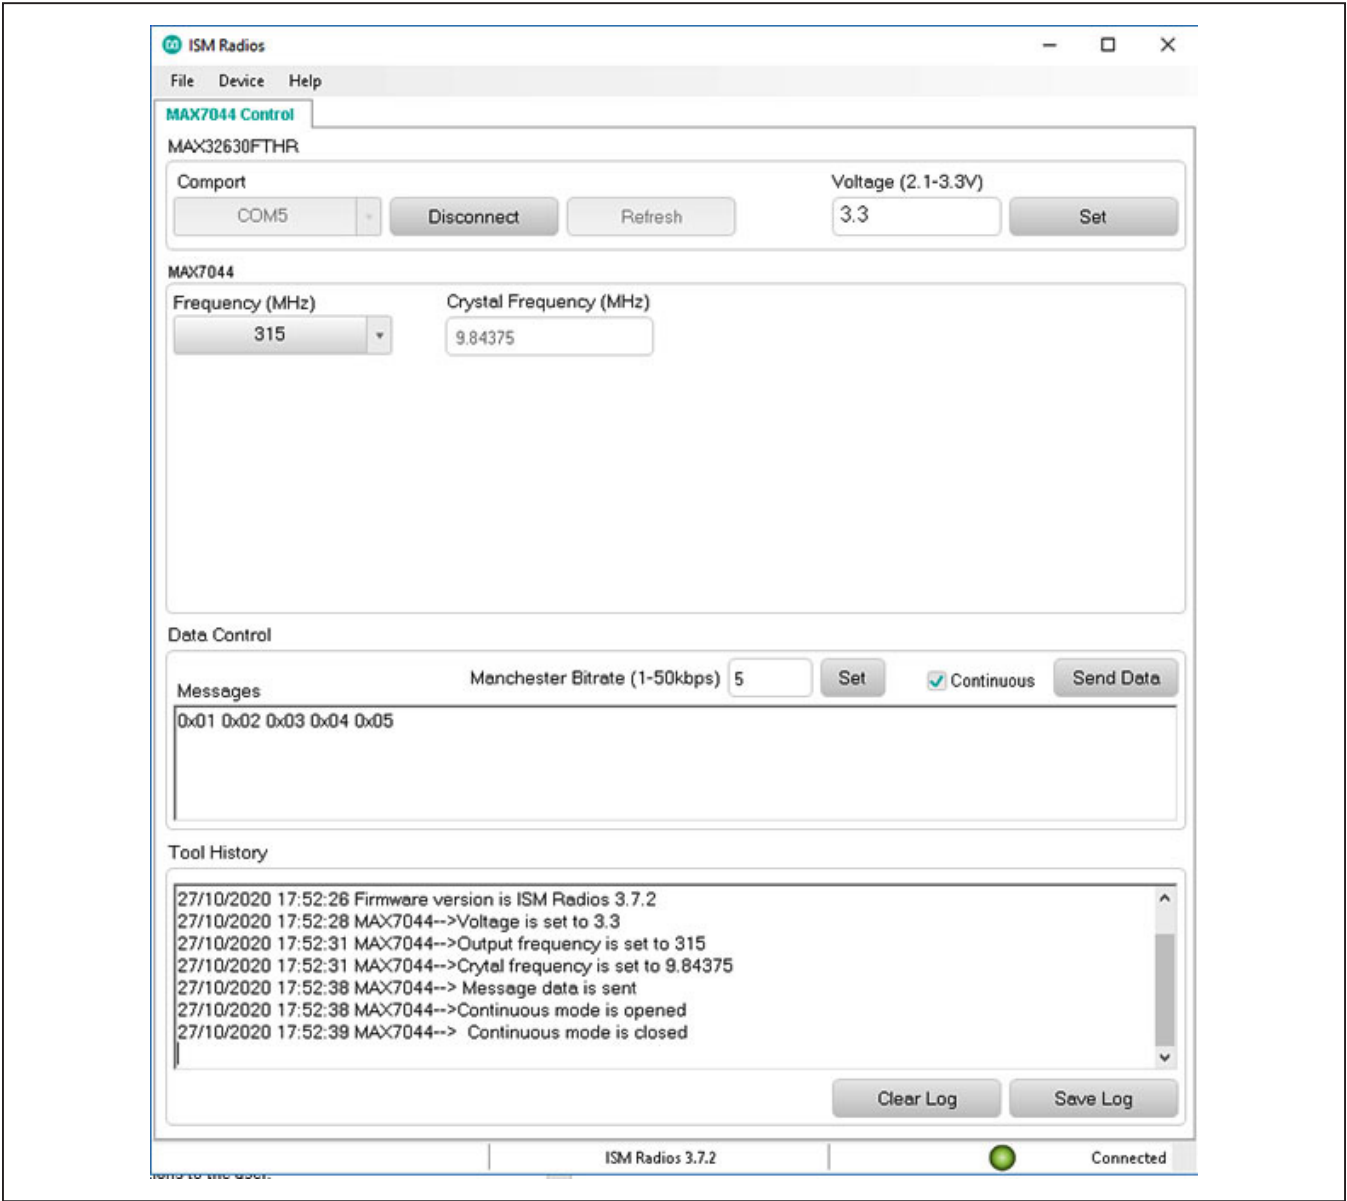 ISM Radios
File Device Help
MAX7044 Control
MAX32630FTHR
Comport
Voltage (2.1-3.3V)
COM5 Disconnect Refresh 3.3 Set
MAX7044
Frequency (MHz) Crystal Frequency (MHz)
315 9.84375
Data Control
Manchester Bitrate (1-50kbps) 5 Set Continuous Send Data
Messages
0x01 0x02 0x03 0x04 0x05
Tool History
27/10/2020 17:52:26 Firmware version is ISM Radios 3.7.2
27/10/2020 17:52:28 MAX7044-->Voltage is set to 3.3
27/10/2020 17:52:31 MAX7044-->Output frequency is set to 315
27/10/2020 17:52:31 MAX7044-->Crytal frequency is set to 9.84375
27/10/2020 17:52:38 MAX7044--> Message data is sent
27/10/2020 17:52:38 MAX7044-->Continuous mode is opened
27/10/2020 17:52:39 MAX7044-->  Continuous mode is closed
Clear Log Save Log
ISM Radios 3.7.2 Connected